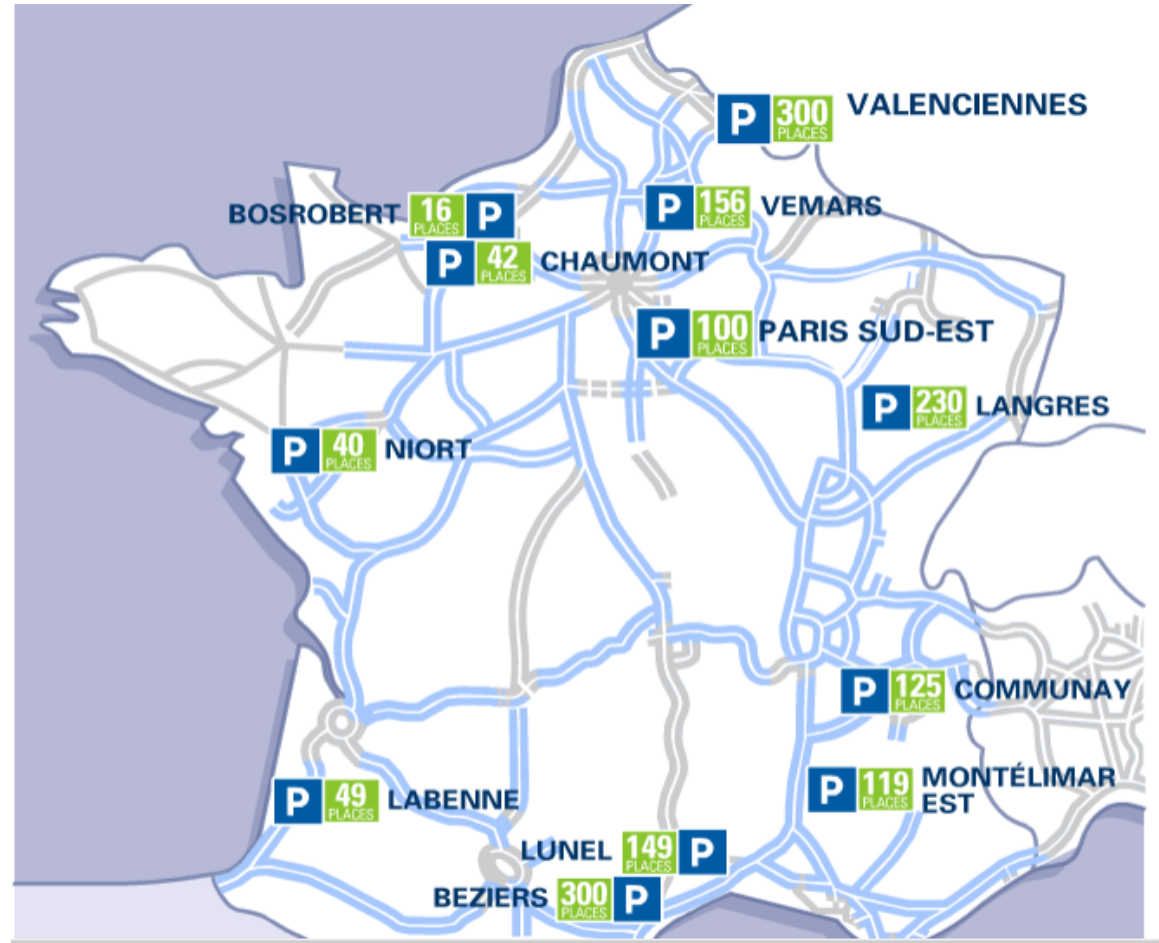 P 300 PLACES VALENCIENNES
P 156 PLACES VEMARS
BOSROBERT 16 PLACES P
P 42 PLACES CHAUMONT
P 100 PLACES PARIS SUD-EST
P 230 PLACES LANGRES
P 40 PLACES NIORT
P 125 PLACES COMMUNAY
P 119 PLACES MONTÉLIMAR
EST
P 49 PLACES LABENNE
LUNEL 149 PLACES P
BEZIERS 300 PLACES P